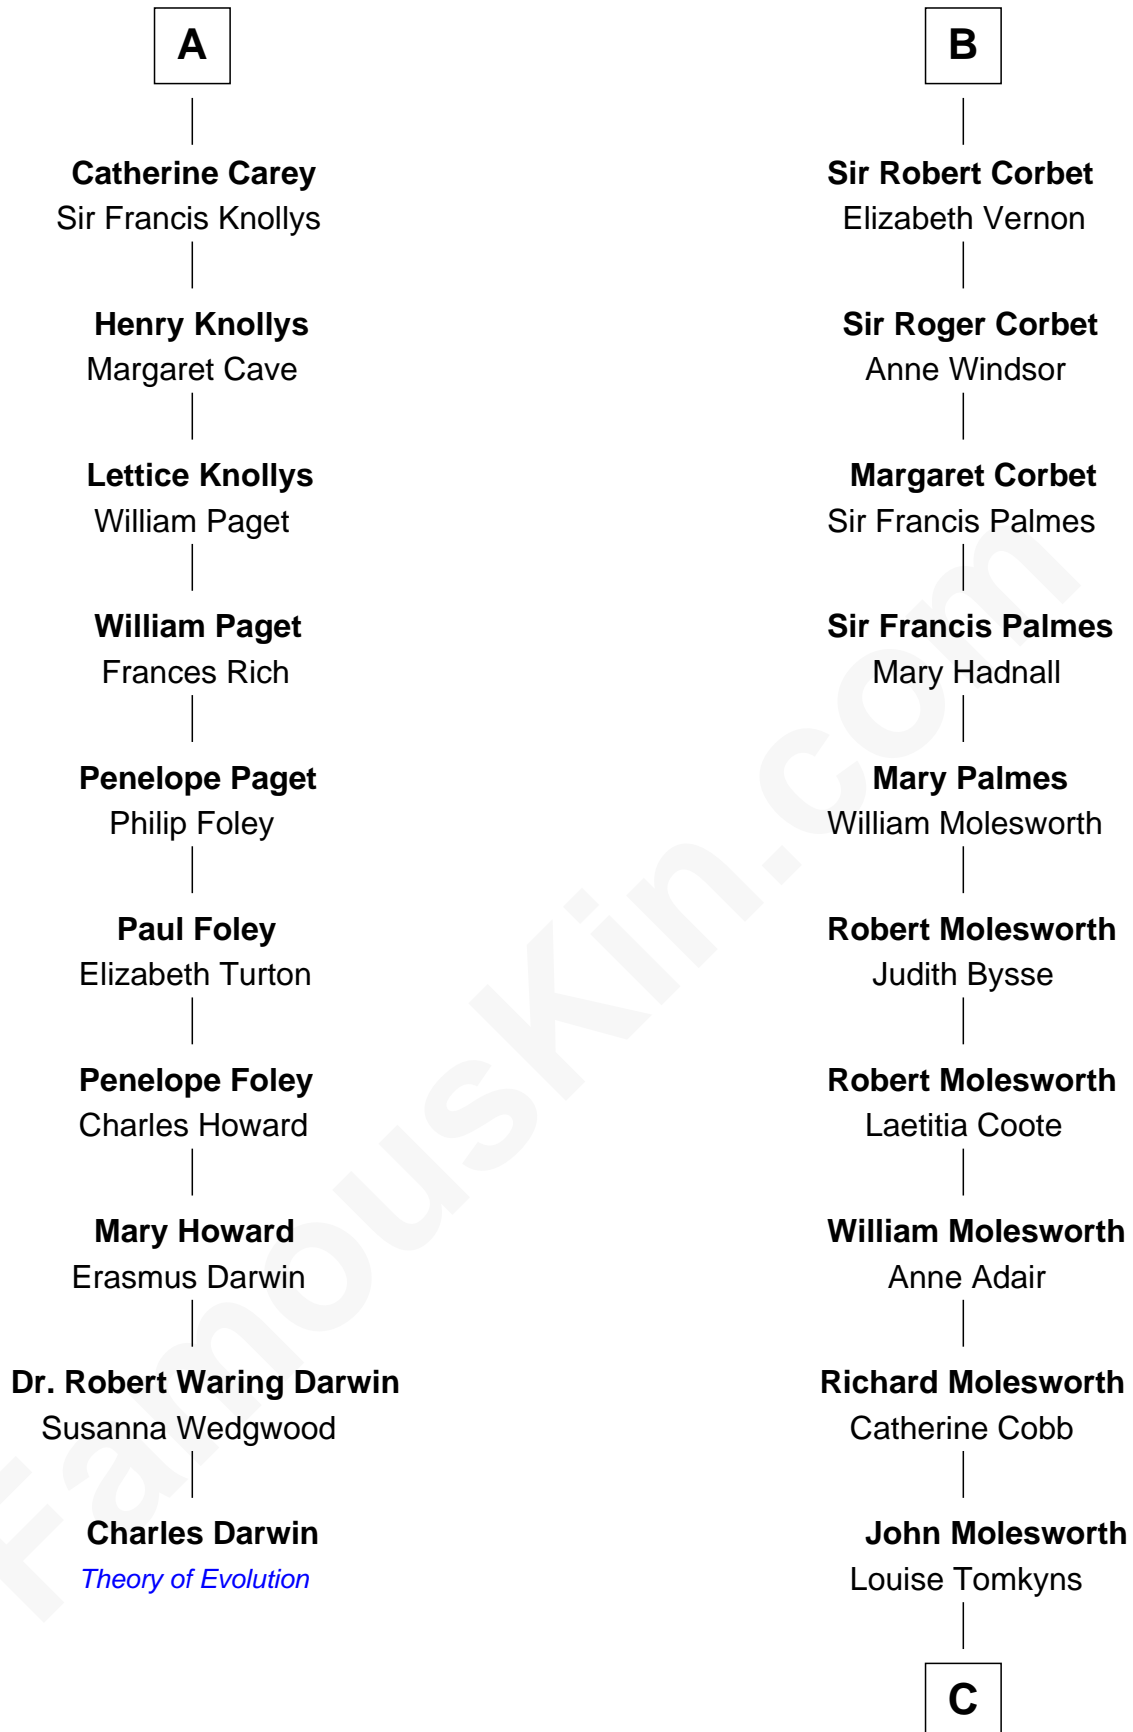 A
Catherine Carey
Sir Francis Knollys
Henry Knollys
Margaret Cave
Lettice Knollys
William Paget
William Paget
Frances Rich
Penelope Paget
Philip Foley
Paul Foley
Elizabeth Turton
Penelope Foley
Charles Howard
Mary Howard
Erasmus Darwin
Dr. Robert Waring Darwin
Susanna Wedgwood
Charles Darwin
Theory of Evolution
B
Sir Robert Corbet
Elizabeth Vernon
Sir Roger Corbet
Anne Windsor
Margaret Corbet
Sir Francis Palmes
Sir Francis Palmes
Mary Hadnall
Mary Palmes
William Molesworth
Robert Molesworth
Judith Bysse
Robert Molesworth
Laetitia Coote
William Molesworth
Anne Adair
Richard Molesworth
Catherine Cobb
John Molesworth
Louise Tomkyns
C
FamousKin.com